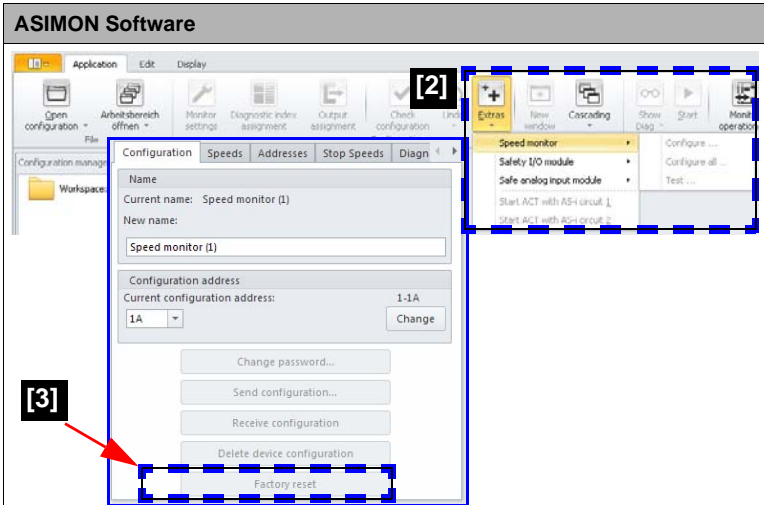 ASIMON Software
Application Edit Display
[2]
Open configuration
Arbeitsbereich öffnen
Monitor settings
Diagnostic index assignment
Output assignment
Check configuration
Extras
New window
Cascading
Show Diag
Start
File
Configuration
Workspace:
Speed monitor
Safety I/O module
Safe analog input module
Start ACT with AS-i circuit 1
Start ACT with AS-i circuit 2
Configure ...
Configure all ...
Test ...
Configuration Speeds Addresses Stop Speeds Diagn
Name
Current name: Speed monitor (1)
New name:
Speed monitor (1)
Configuration address
Current configuration address: 1-1A
1A Change
Change password...
Send configuration...
Receive configuration
Delete device configuration
[3]
Factory reset